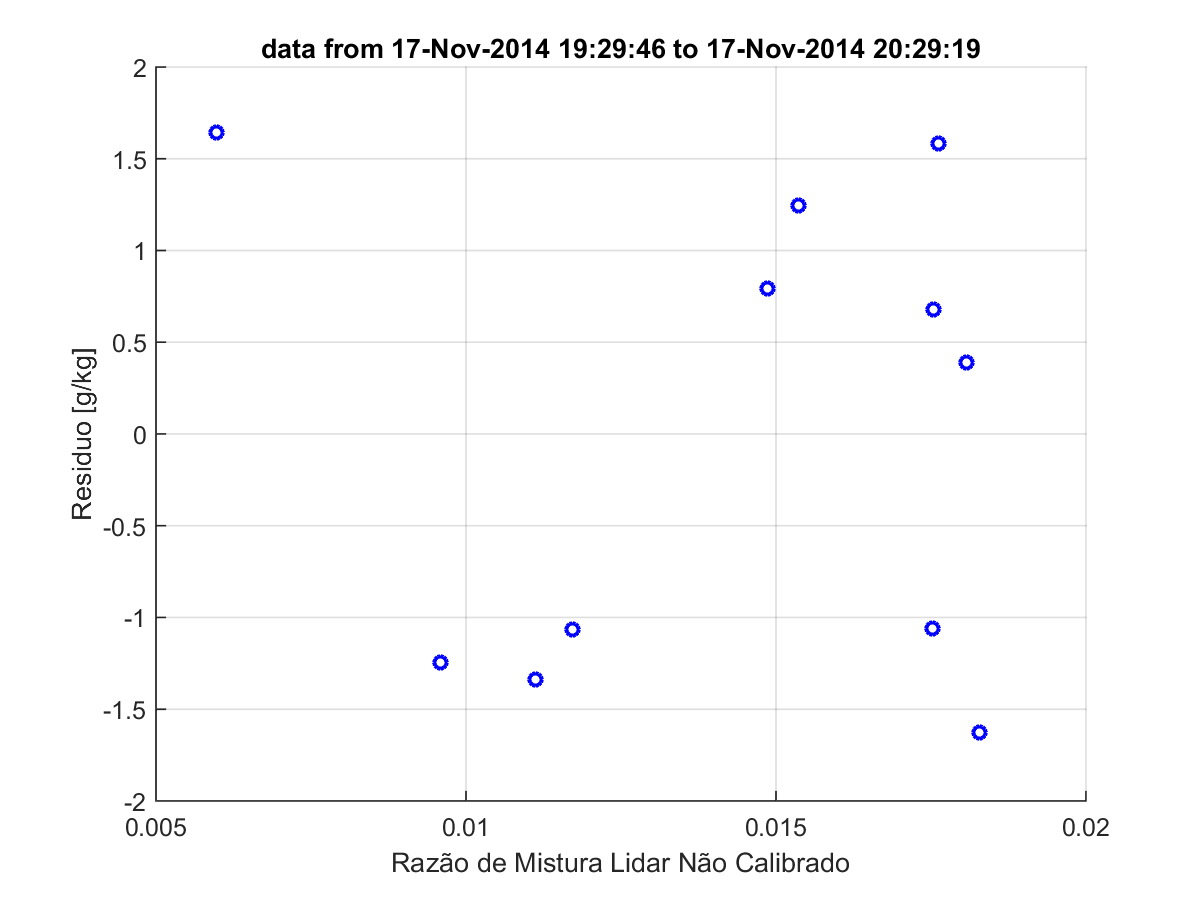 data from 17-Nov-2014 19:29:46 to 17-Nov-2014 20:29:19
2
1.5
1
0.5
0
-0.5
-1
-1.5
-2
Residuo [g/kg]
0.005 0.01 0.015 0.02
Razão de Mistura Lidar Não Calibrado